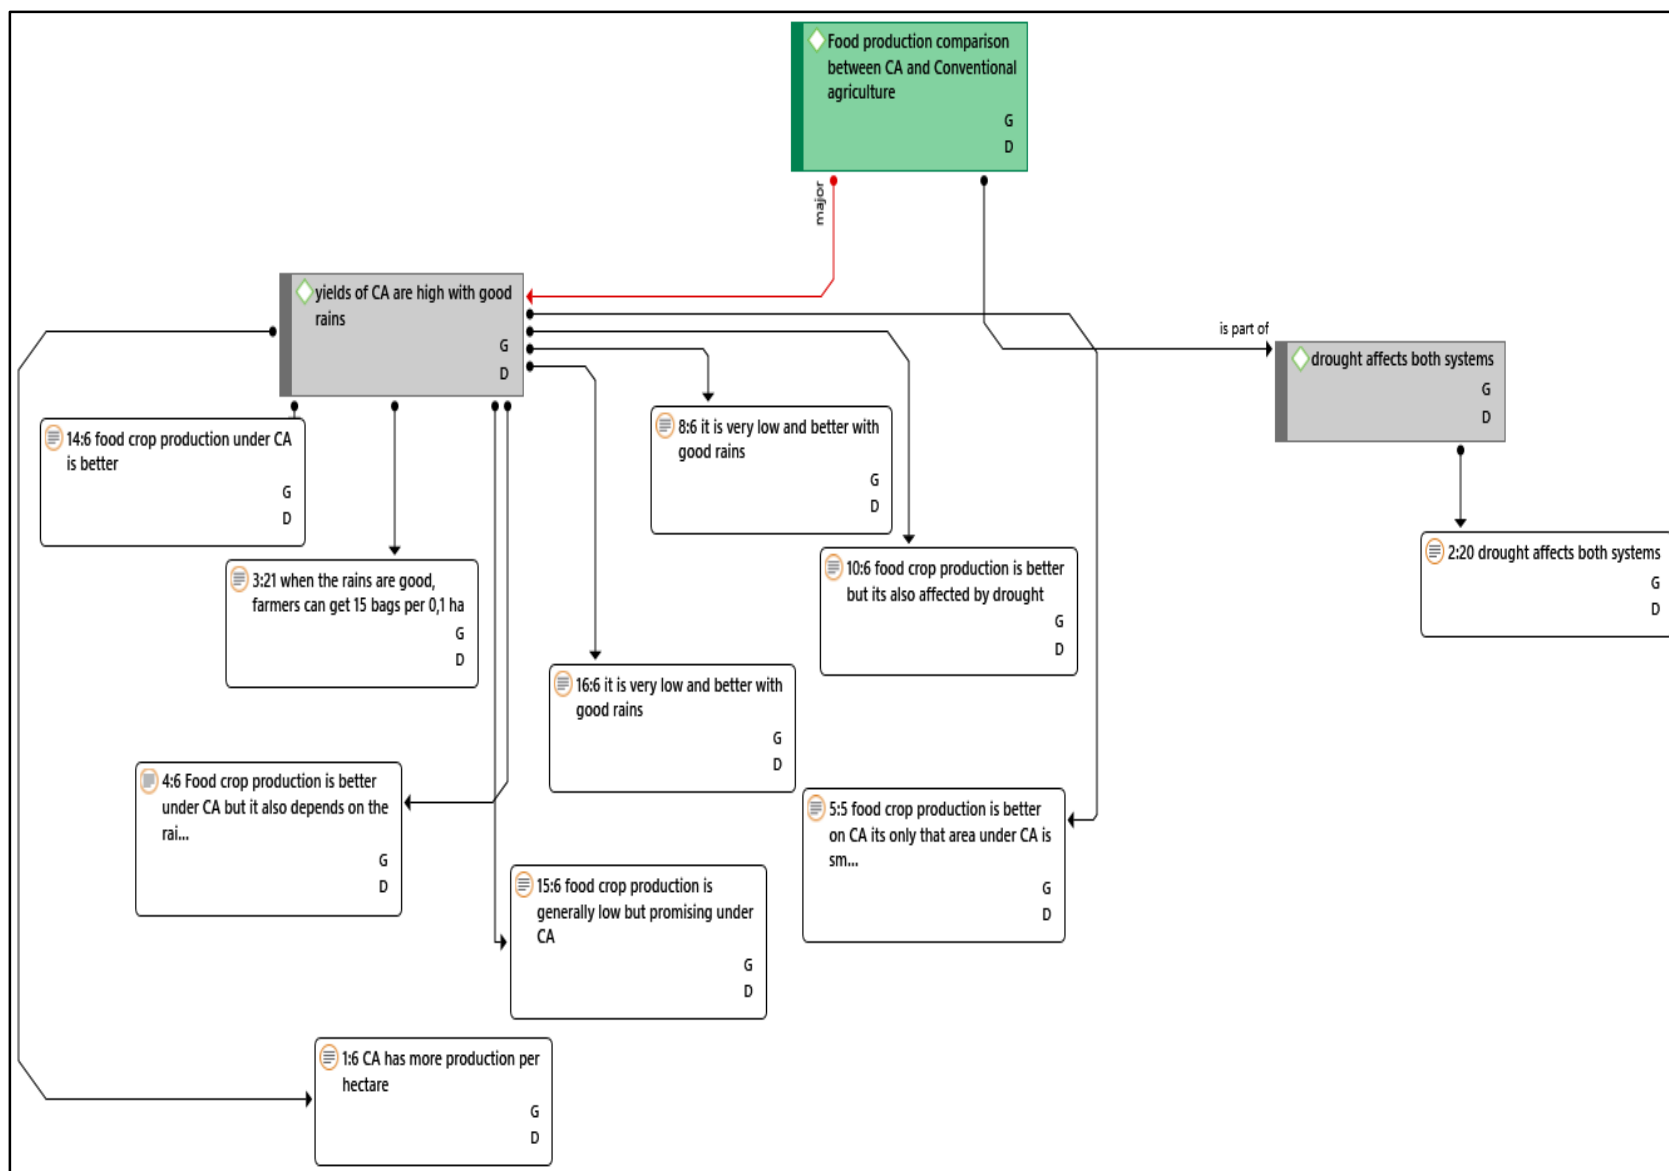 Food production comparison
between CA and Conventional
agriculture
G
D
major
yields of CA are high with good
rains
G
D
is part of
drought affects both systems
G
D
14:6 food crop production under CA
is better
G
D
8:6 it is very low and better with
good rains
G
D
3:21 when the rains are good,
farmers can get 15 bags per 0,1 ha
G
D
10:6 food crop production is better
but its also affected by drought
G
D
2:20 drought affects both systems
G
D
16:6 it is very low and better with
good rains
G
D
4:6 Food crop production is better
under CA but it also depends on the
rai...
G
D
5:5 food crop production is better
on CA its only that area under CA is
sm...
G
D
15:6 food crop production is
generally low but promising under
CA
G
D
1:6 CA has more production per
hectare
G
D